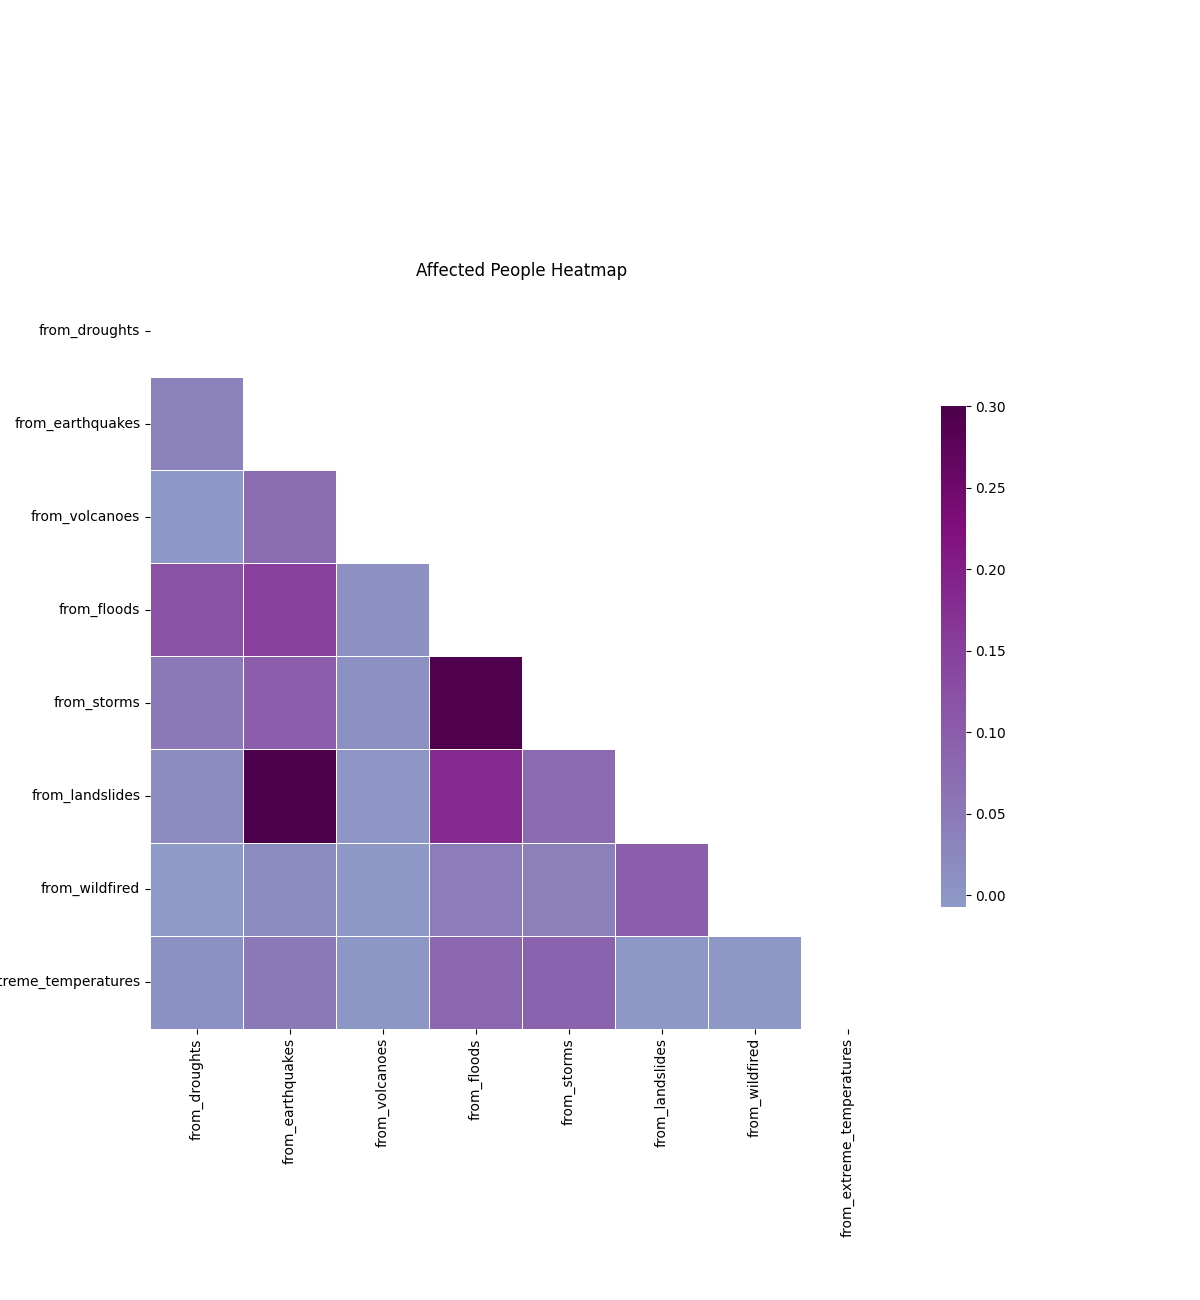 Affected People Heatmap
from_droughts
from_earthquakes
from_volcanoes
from_floods
from_storms
from_landslides
from_wildfired
treme_temperatures
0.30
0.25
0.20
0.15
0.10
0.05
0.00
from_droughts
from_earthquakes
from_volcanoes
from_floods
from_storms
from_landslides
from_wildfired
from_extreme_temperatures